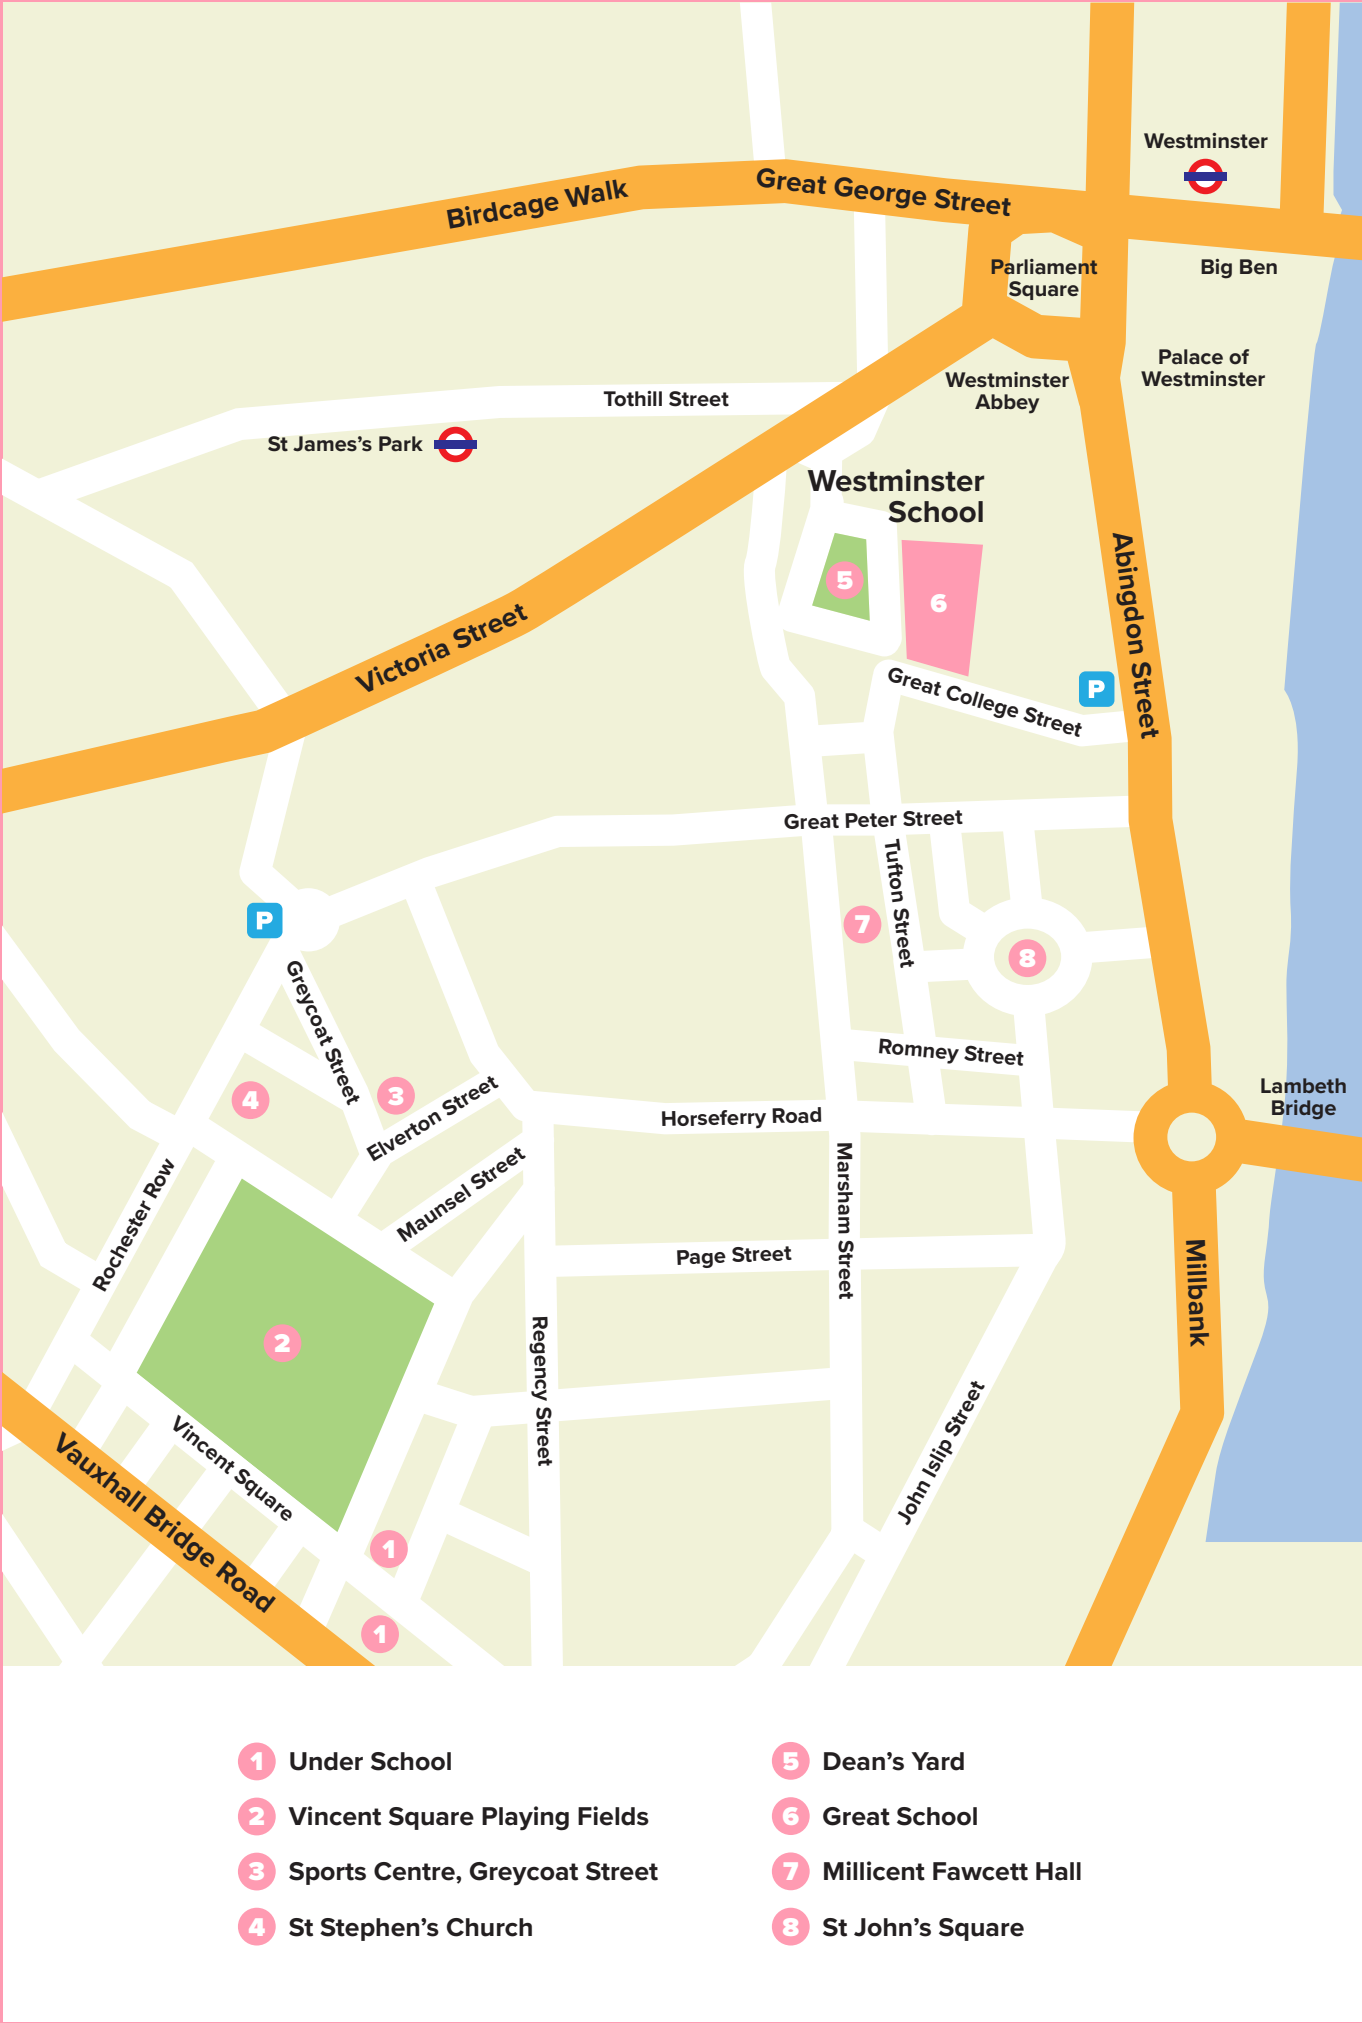 Westminster
Birdcage Walk
Great George Street
Parliament
Square
Big Ben
Palace of
Westminster
Westminster
Abbey
Tothill Street
St James's Park
Westminster
School
5
6
Abingdon Street
Victoria Street
P
Great College Street
Great Peter Street
Tufton Street
P
7
8
Greycoat Street
Romney Street
3
4
Elverton Street
Lambeth
Bridge
Horseferry Road
Maunsel Street
Marsham Street
Rochester Row
Page Street
Millbank
2
Regency Street
John Islip Street
Vincent Square
Vauxhall Bridge Road
1
1
1 Under School
2 Vincent Square Playing Fields
3 Sports Centre, Greycoat Street
4 St Stephen's Church
5 Dean's Yard
6 Great School
7 Millicent Fawcett Hall
8 St John's Square